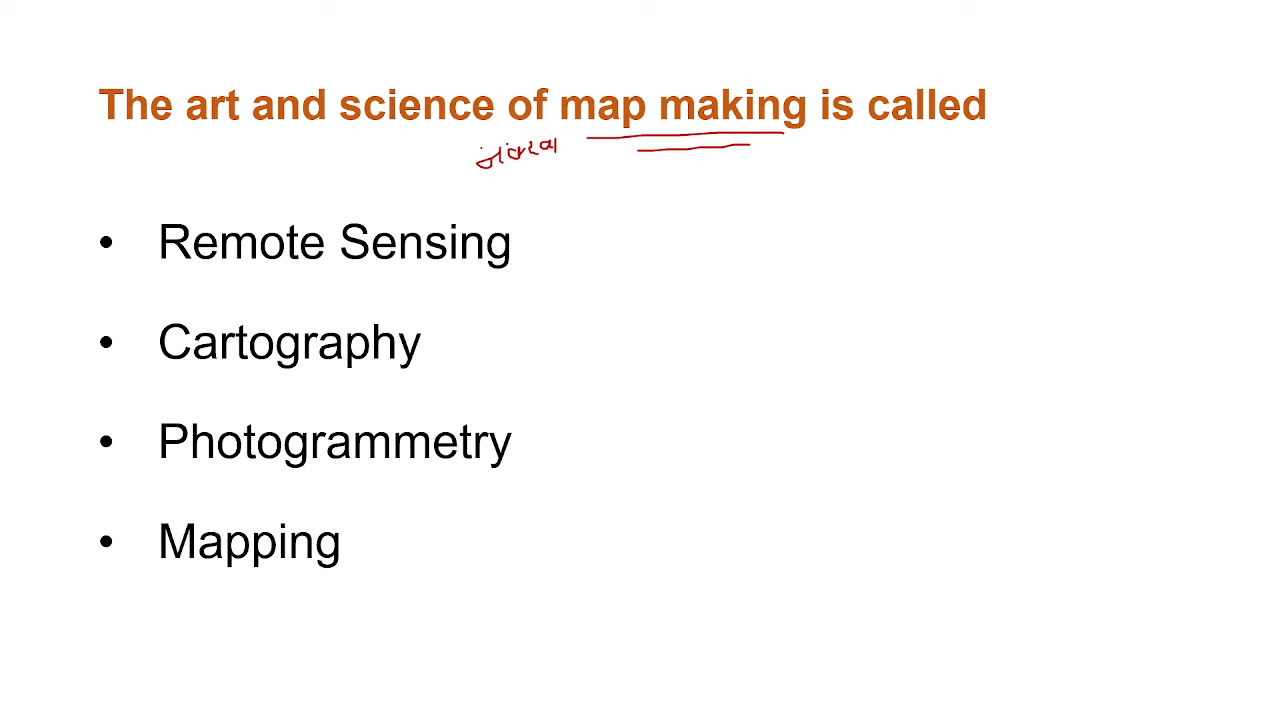 The art and science of map making is called
• Remote Sensing
• Cartography
• Photogrammetry
• Mapping